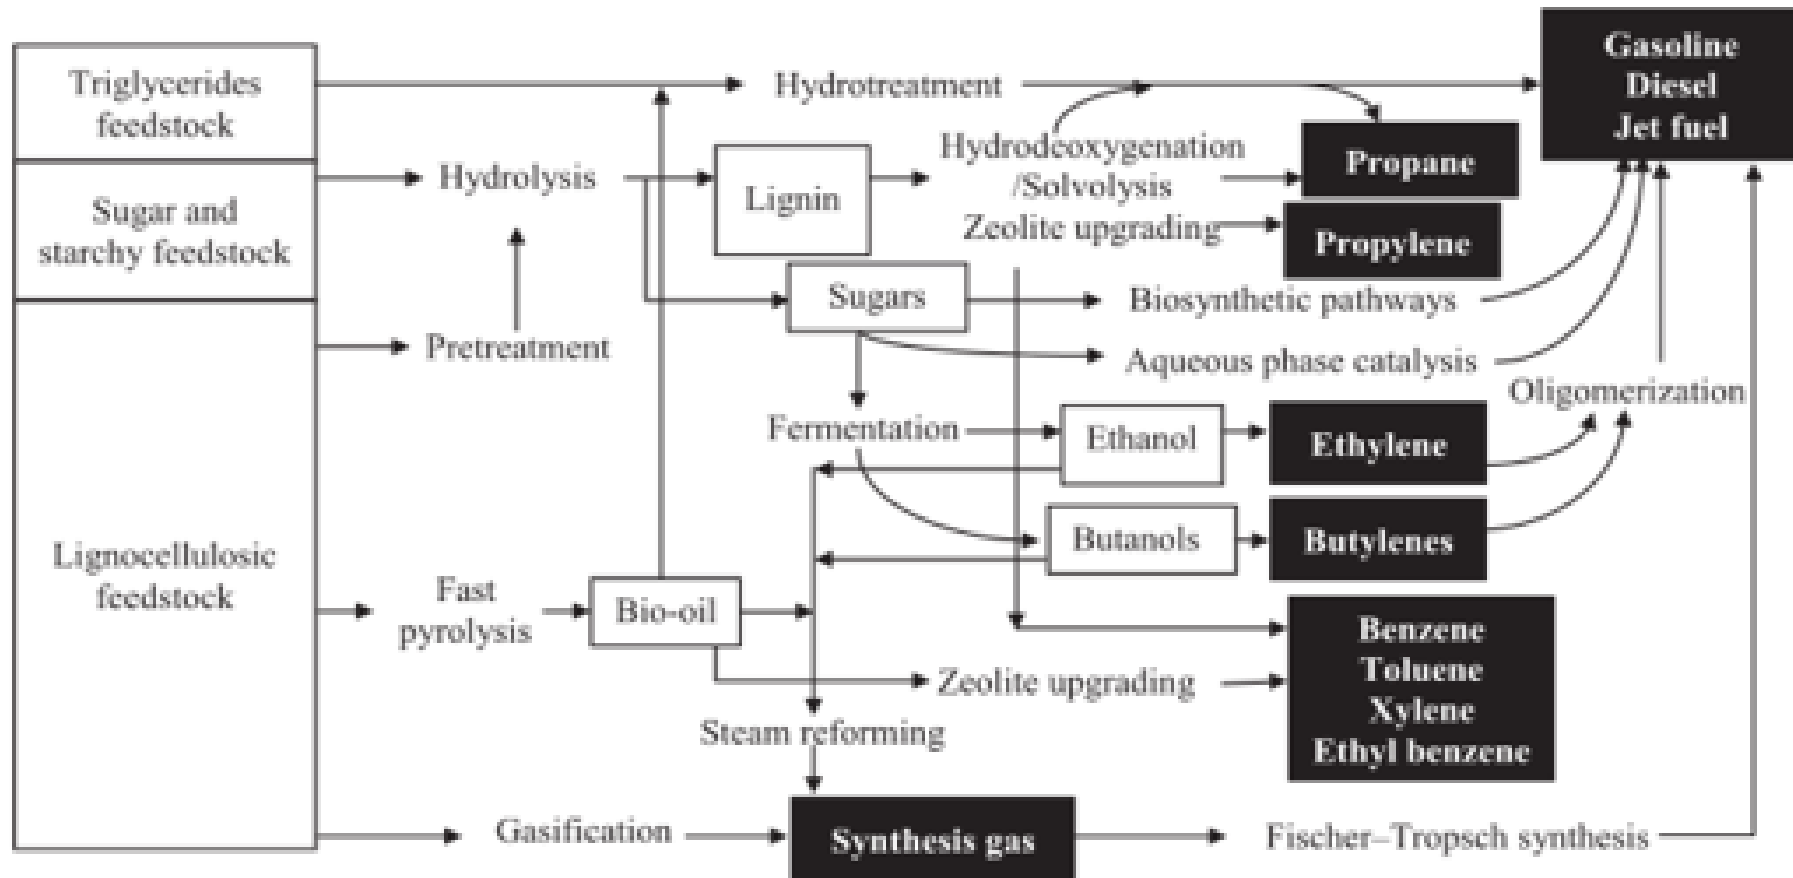 Triglycerides
feedstock
Sugar and
starchy feedstock
Lignocellulosic
feedstock
Hydrotreatment
Hydrolysis
Pretreatment
Fast
pyrolysis
Gasification
Lignin
Hydrodeoxygenation
/Solvolysis
Zeolite upgrading
Sugars
Biosynthetic pathways
Aqueous phase catalysis
Fermentation
Ethanol
Butanols
Bio-oil
Zeolite upgrading
Steam reforming
Synthesis gas
Fischer–Tropsch synthesis
Gasoline
Diesel
Jet fuel
Propane
Propylene
Oligomerization
Ethylene
Butylenes
Benzene
Toluene
Xylene
Ethyl benzene